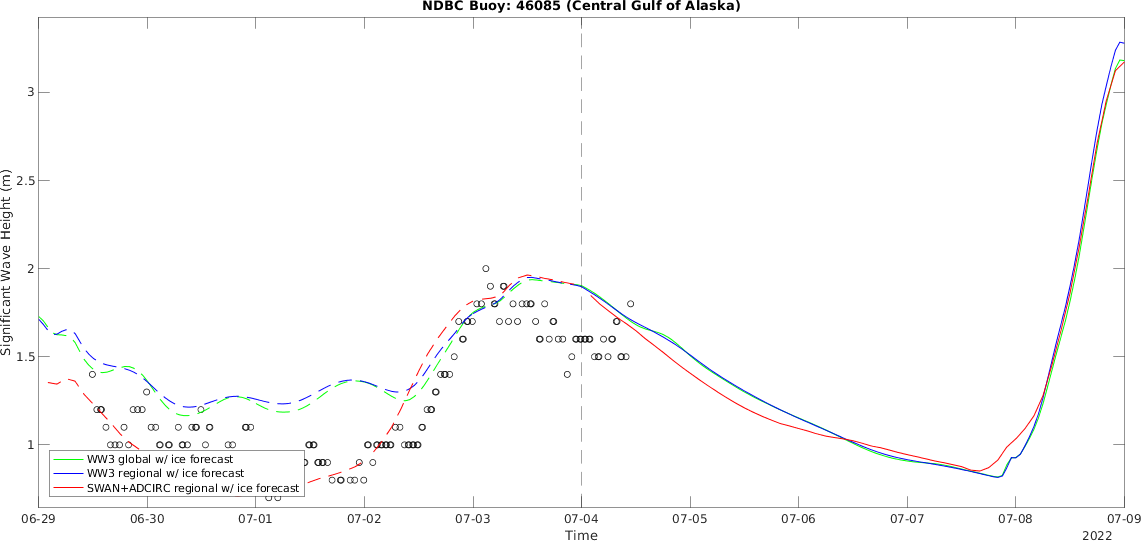 NDBC Buoy: 46085 (Central Gulf of Alaska)
Significant Wave Height (m)
3
2.5
2
1.5
1
WW3 global w/ ice forecast
WW3 regional w/ ice forecast
SWAN+ADCIRC regional w/ ice forecast
06-29 06-30 07-01 07-02 07-03 07-04 07-05 07-06 07-07 07-08 07-09
Time
2022